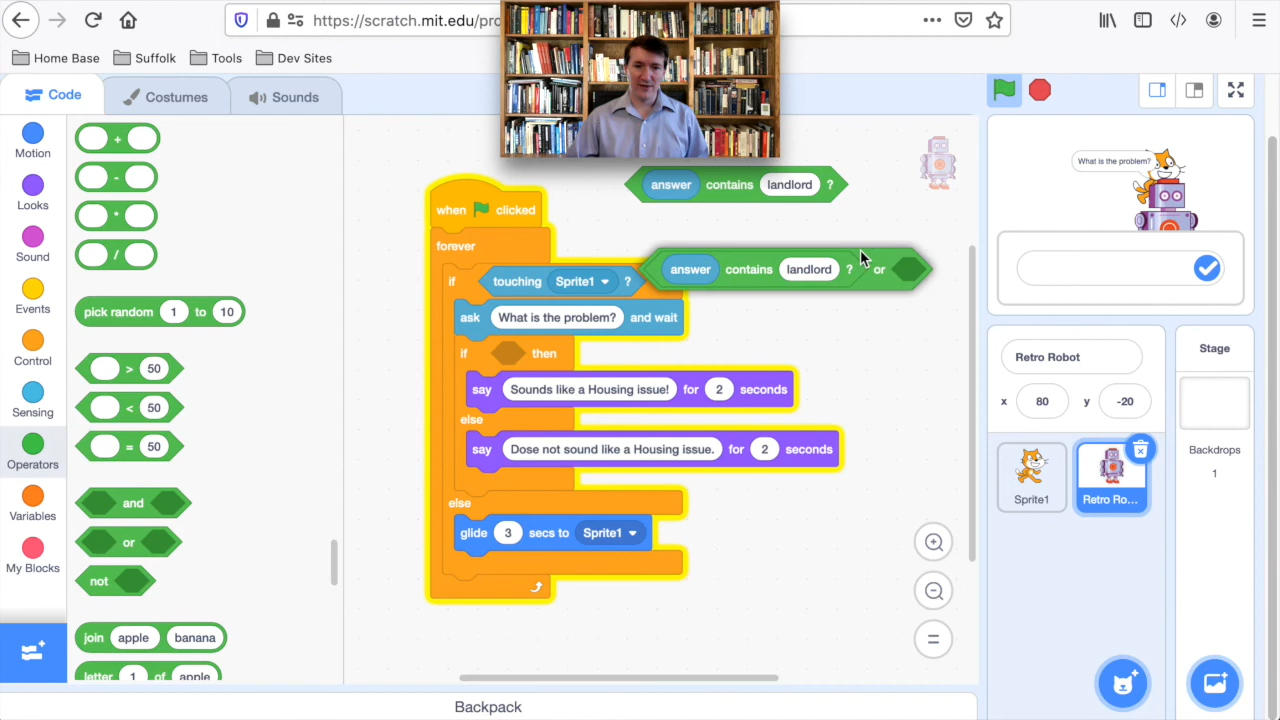 https://scratch.mit.edu/pro
Home Base
Suffolk
Tools
Dev Sites
Code
Costumes
Sounds
Motion
Looks
Sound
Events
Control
Sensing
Operators
Variables
My Blocks
+
-
*
/
pick random 1 to 10
> 50
< 50
= 50
and
or
not
join apple banana
letter 1 of apple
answer contains landlord ?
when clicked
forever
if touching Sprite1 ?
answer contains landlord ? or
ask What is the problem? and wait
if then
say Sounds like a Housing issue! for 2 seconds
else
say Dose not sound like a Housing issue. for 2 seconds
else
glide 3 secs to Sprite1
What is the problem?
Retro Robot
x 80 y -20
Sprite1
Retro Ro...
Stage
Backdrops
1
Backpack